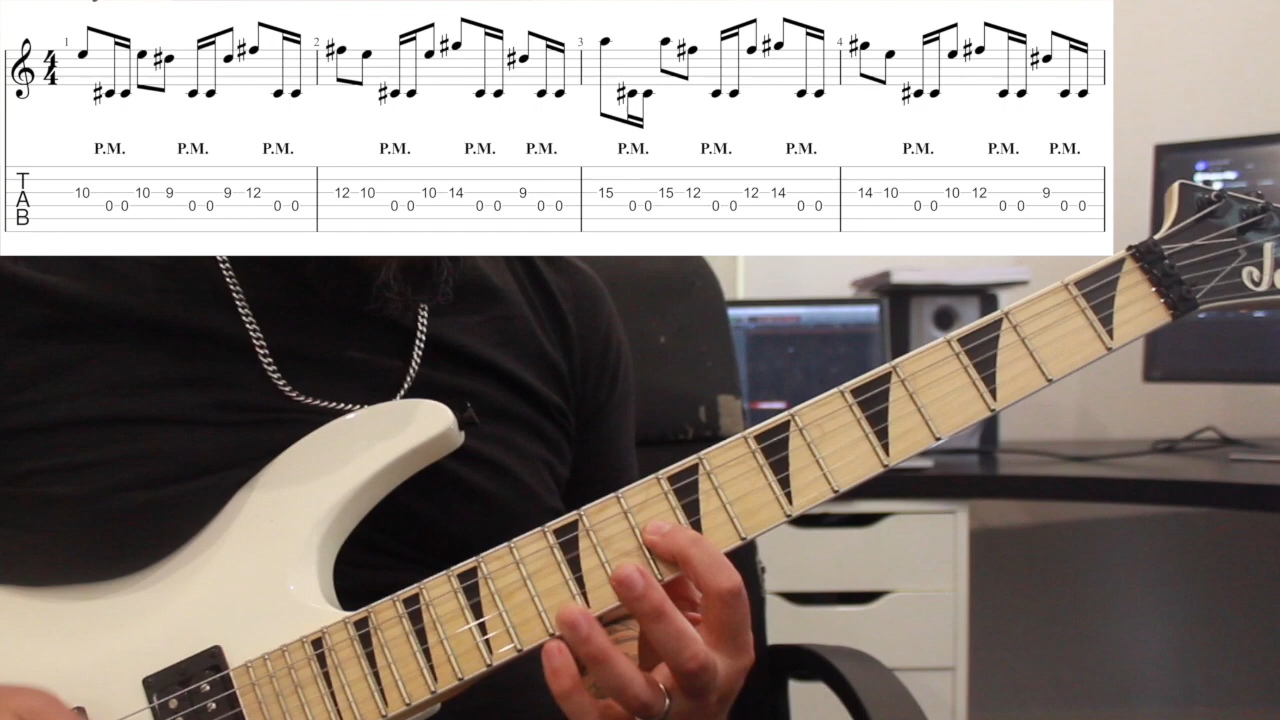 1 2 3 4
4
4
P.M. P.M. P.M. P.M. P.M. P.M. P.M. P.M. P.M. P.M. P.M. P.M.
T
10 10 9 9 12 12 10 10 14 9 15 15 12 12 14 14 10 10 12 9
A
0 0 0 0 0 0 0 0 0 0 0 0 0 0 0 0 0 0 0 0 0 0 0 0
B
J